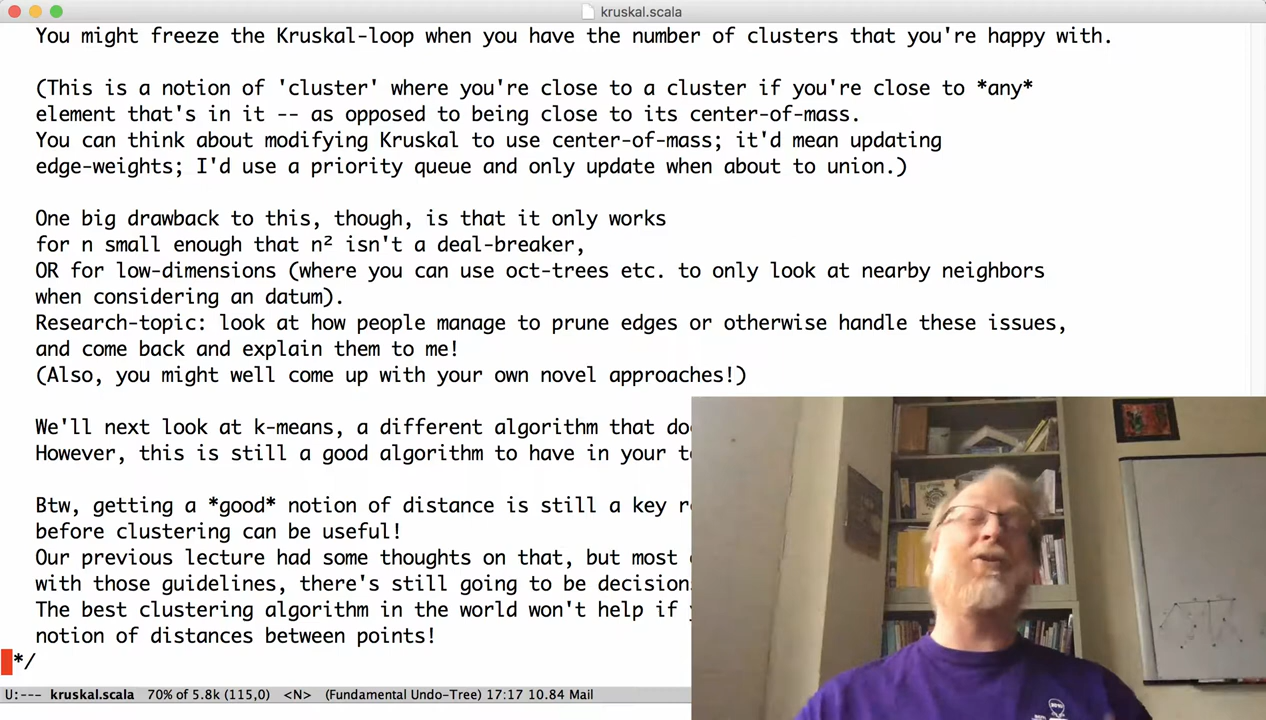 kruskal.scala
You might freeze the Kruskal-loop when you have the number of clusters that you're happy with.
(This is a notion of 'cluster' where you're close to a cluster if you're close to *any*
element that's in it -- as opposed to being close to its center-of-mass.
You can think about modifying Kruskal to use center-of-mass; it'd mean updating
edge-weights; I'd use a priority queue and only update when about to union.)
One big drawback to this, though, is that it only works
for n small enough that n² isn't a deal-breaker,
OR for low-dimensions (where you can use oct-trees etc. to only look at nearby neighbors
when considering an datum).
Research-topic: look at how people manage to prune edges or otherwise handle these issues,
and come back and explain them to me!
(Also, you might well come up with your own novel approaches!)
We'll next look at k-means, a different algorithm that
However, this is still a good algorithm to have in your
Btw, getting a *good* notion of distance is still a key
before clustering can be useful!
Our previous lecture had some thoughts on that, but most
with those guidelines, there's still going to be
The best clustering algorithm in the world won't help if
notion of distances between points!
*/
U:--- kruskal.scala 70% of 5.8k (115,0) <N> (Fundamental Undo-Tree) 17:17 10.84 Mail